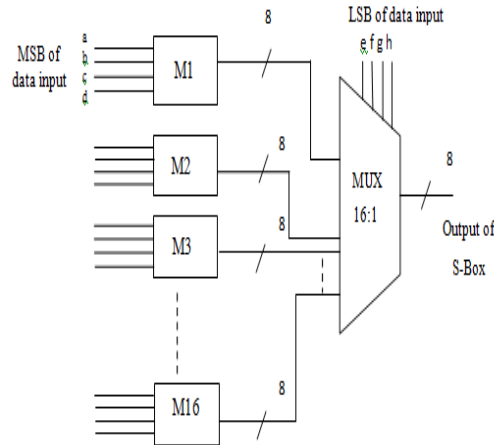 MSB of
data input
a
b
c
d
M1
8
LSB of data input
e f g h
M2
8
M3
8
MUX
16:1
8
Output of
S-Box
M16
8